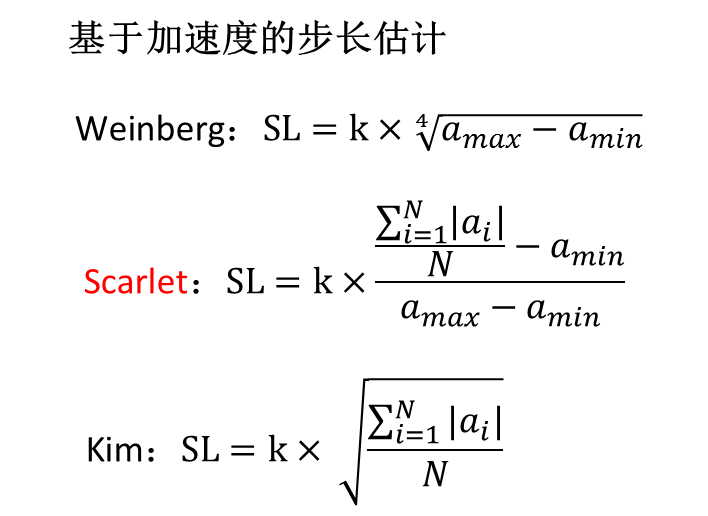 基于加速度的步长估计
Weinberg：SL = k × ∜(a_max − a_min)
Scarlet：SL = k × ((∑_{i=1}^{N}|a_i|)/N − a_min)/(a_max − a_min)
Kim：SL = k × √((∑_{i=1}^{N}|a_i|)/N)